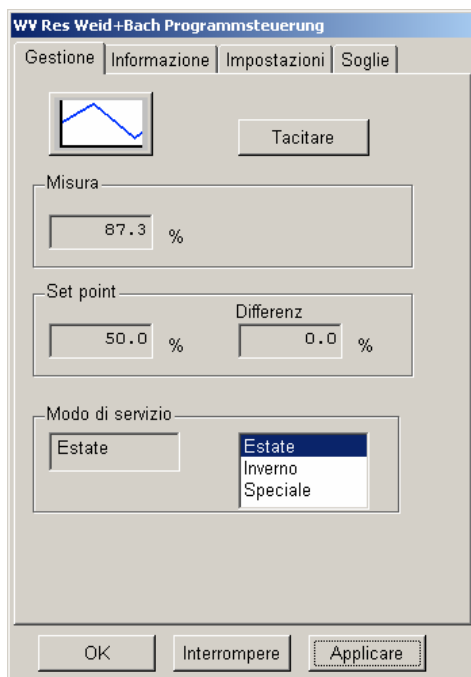 WV Res Weid+Bach Programmsteuerung
Gestione Informazione Impostazioni Soglie
Tacitare
Misura
87.3 %
Set point
Differenz
50.0 % 0.0 %
Modo di servizio
Estate Estate
Inverno
Speciale
OK Interrompere Applicare